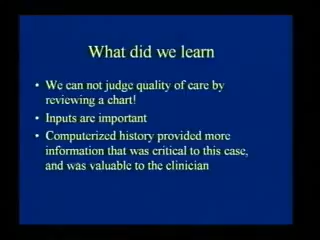 What did we learn
• We can not judge quality of care by
reviewing a chart!
• Inputs are important
• Computerized history provided more
information that was critical to this case,
and was valuable to the clinician